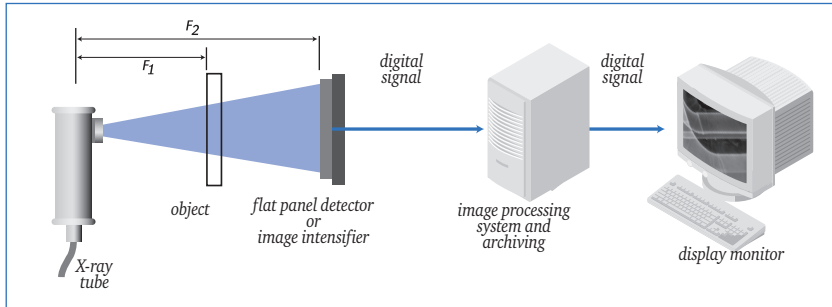 F2
F1
digital
signal
digital
signal
object
flat panel detector
or
image intensifier
X-ray
tube
image processing
system and
archiving
display monitor